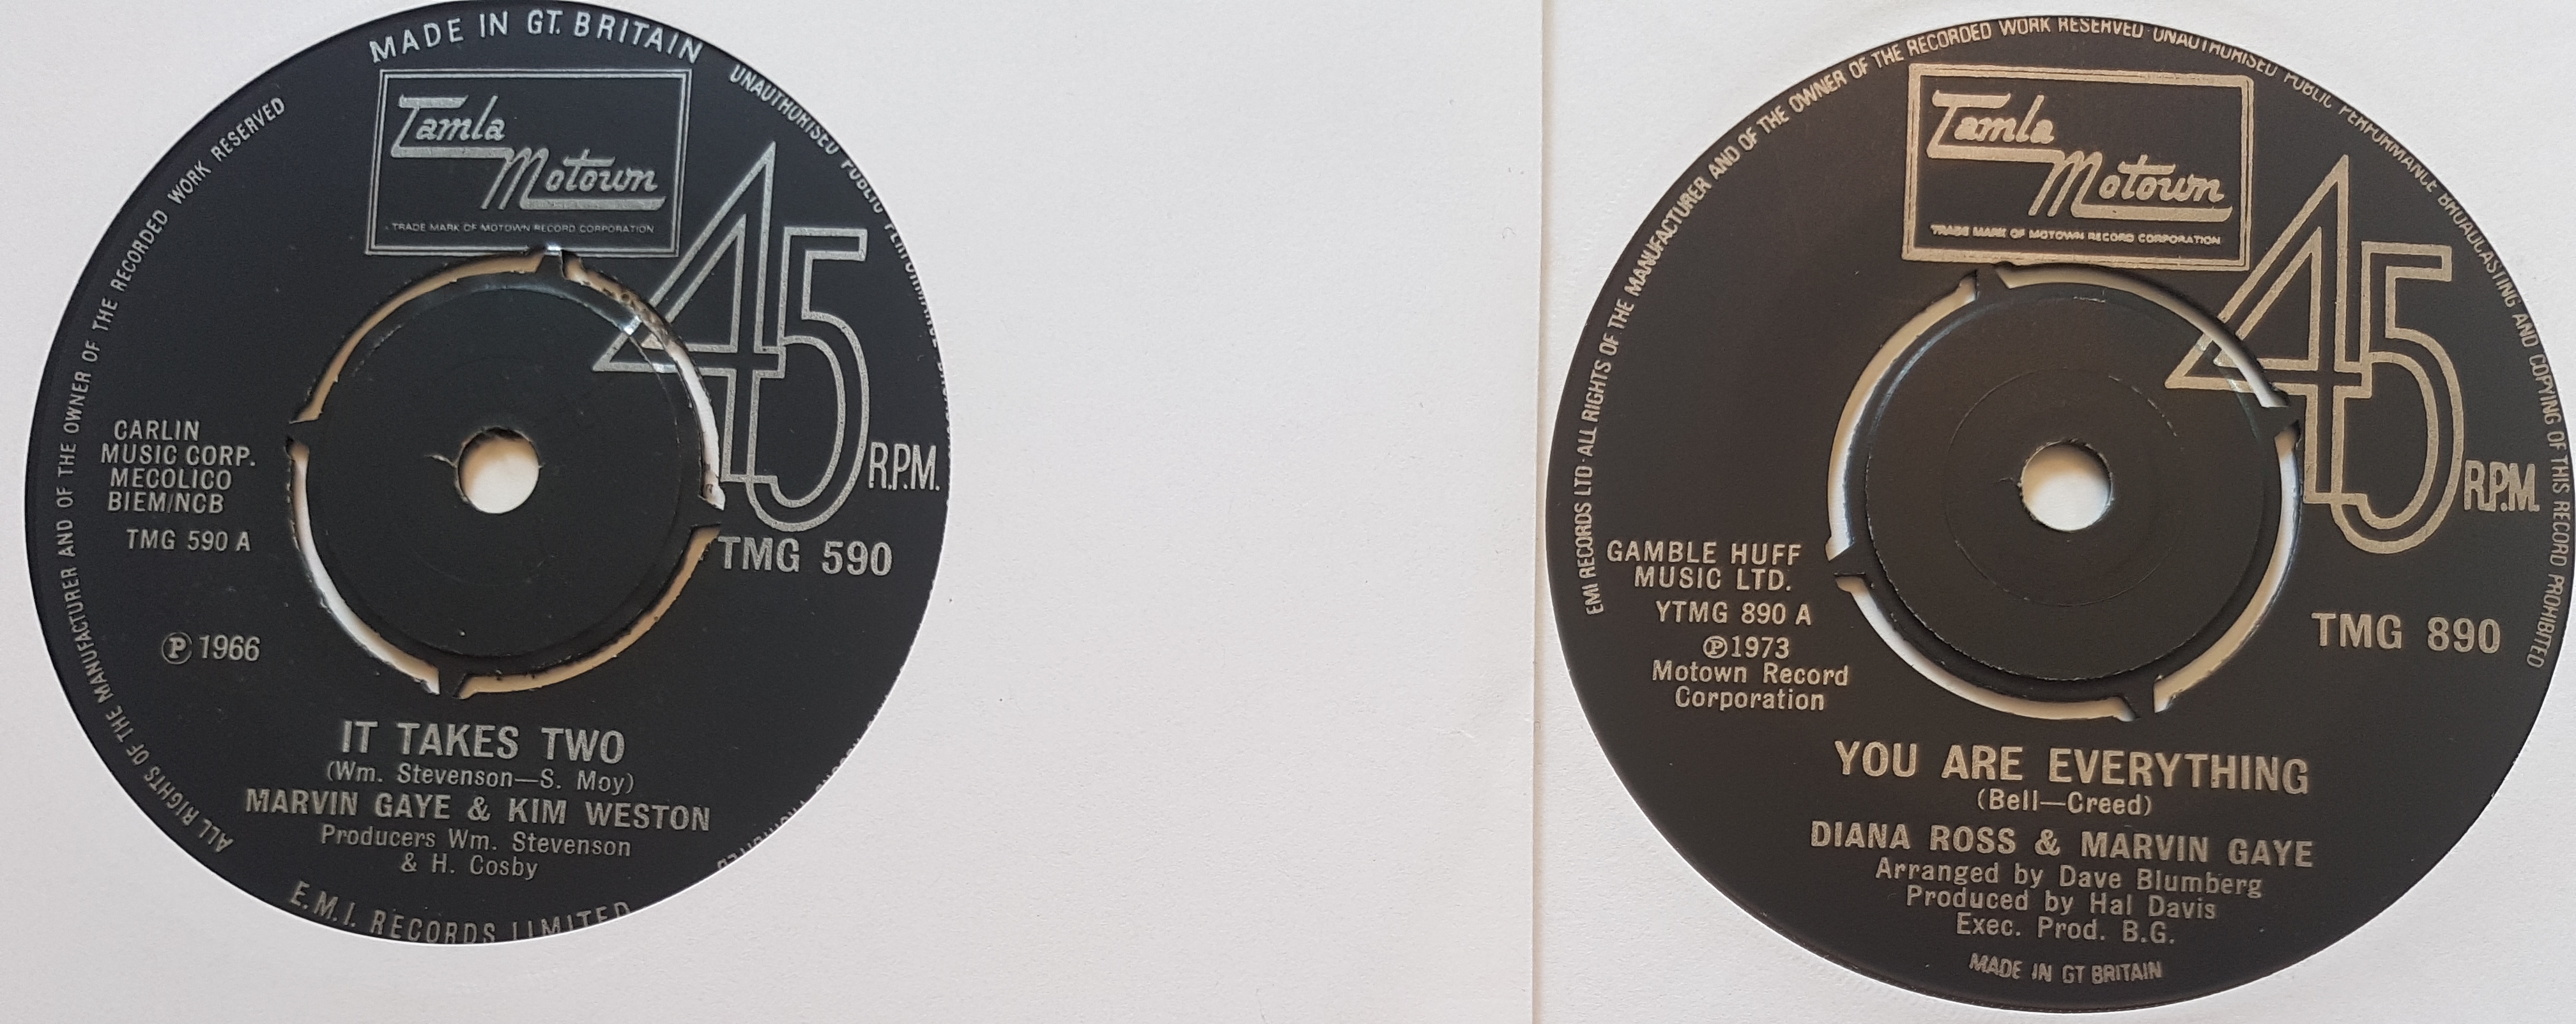 MADE IN GT. BRITAIN
UNAUTHORISED PUBLIC PERFORMANCE
ALL RIGHTS OF THE MANUFACTURER AND OF THE OWNER OF THE RECORDED WORK RESERVED
Tamla
Motown
TRADE MARK OF MOTOWN RECORD CORPORATION
45
R.P.M.
CARLIN
MUSIC CORP.
MECOLICO
BIEM/NCB
TMG 590 A
TMG 590
℗ 1966
IT TAKES TWO
(Wm. Stevenson—S. Moy)
MARVIN GAYE & KIM WESTON
Producers Wm. Stevenson
& H. Cosby
E.M.I. RECORDS LIMITED
EMI RECORDS LTD·ALL RIGHTS OF THE MANUFACTURER AND OF THE OWNER OF THE RECORDED WORK RESERVED·UNAUTHORISED PUBLIC PERFORMANCE BROADCASTING AND COPYING OF THIS RECORD PROHIBITED
Tamla
Motown
TRADE MARK OF MOTOWN RECORD CORPORATION
45
R.P.M.
GAMBLE HUFF
MUSIC LTD.
YTMG 890 A
℗1973
Motown Record
Corporation
TMG 890
YOU ARE EVERYTHING
(Bell—Creed)
DIANA ROSS & MARVIN GAYE
Arranged by Dave Blumberg
Produced by Hal Davis
Exec. Prod. B.G.
MADE IN GT BRITAIN